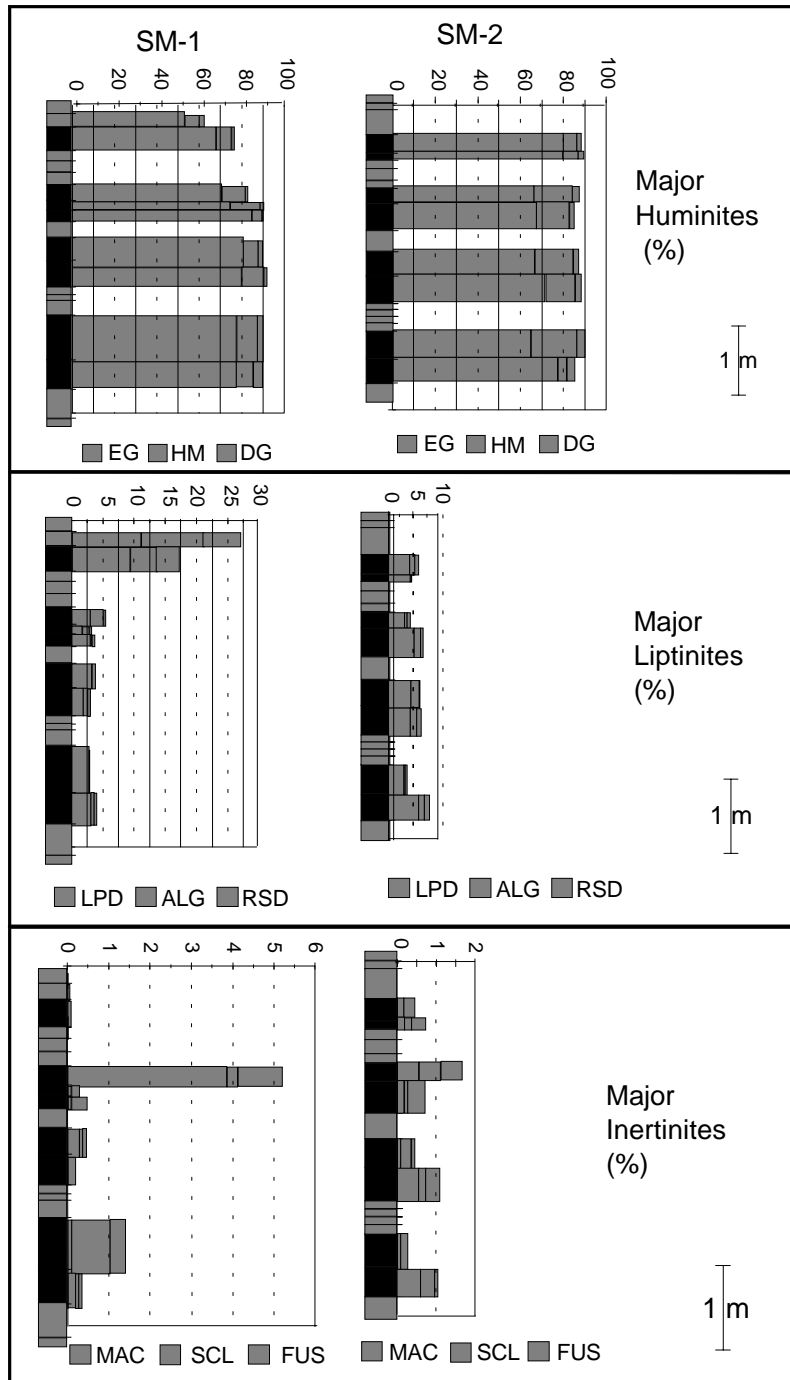 SM-1
SM-2
0 20 40 60 80 100
0 20 40 60 80 100
Major
Huminites
(%)
1 m
EG HM DG
EG HM DG
0 5 10 15 20 25 30
0 5 10
Major
Liptinites
(%)
1 m
LPD ALG RSD
LPD ALG RSD
0 1 2 3 4 5 6
0 1 2
Major
Inertinites
(%)
1 m
MAC SCL FUS
MAC SCL FUS